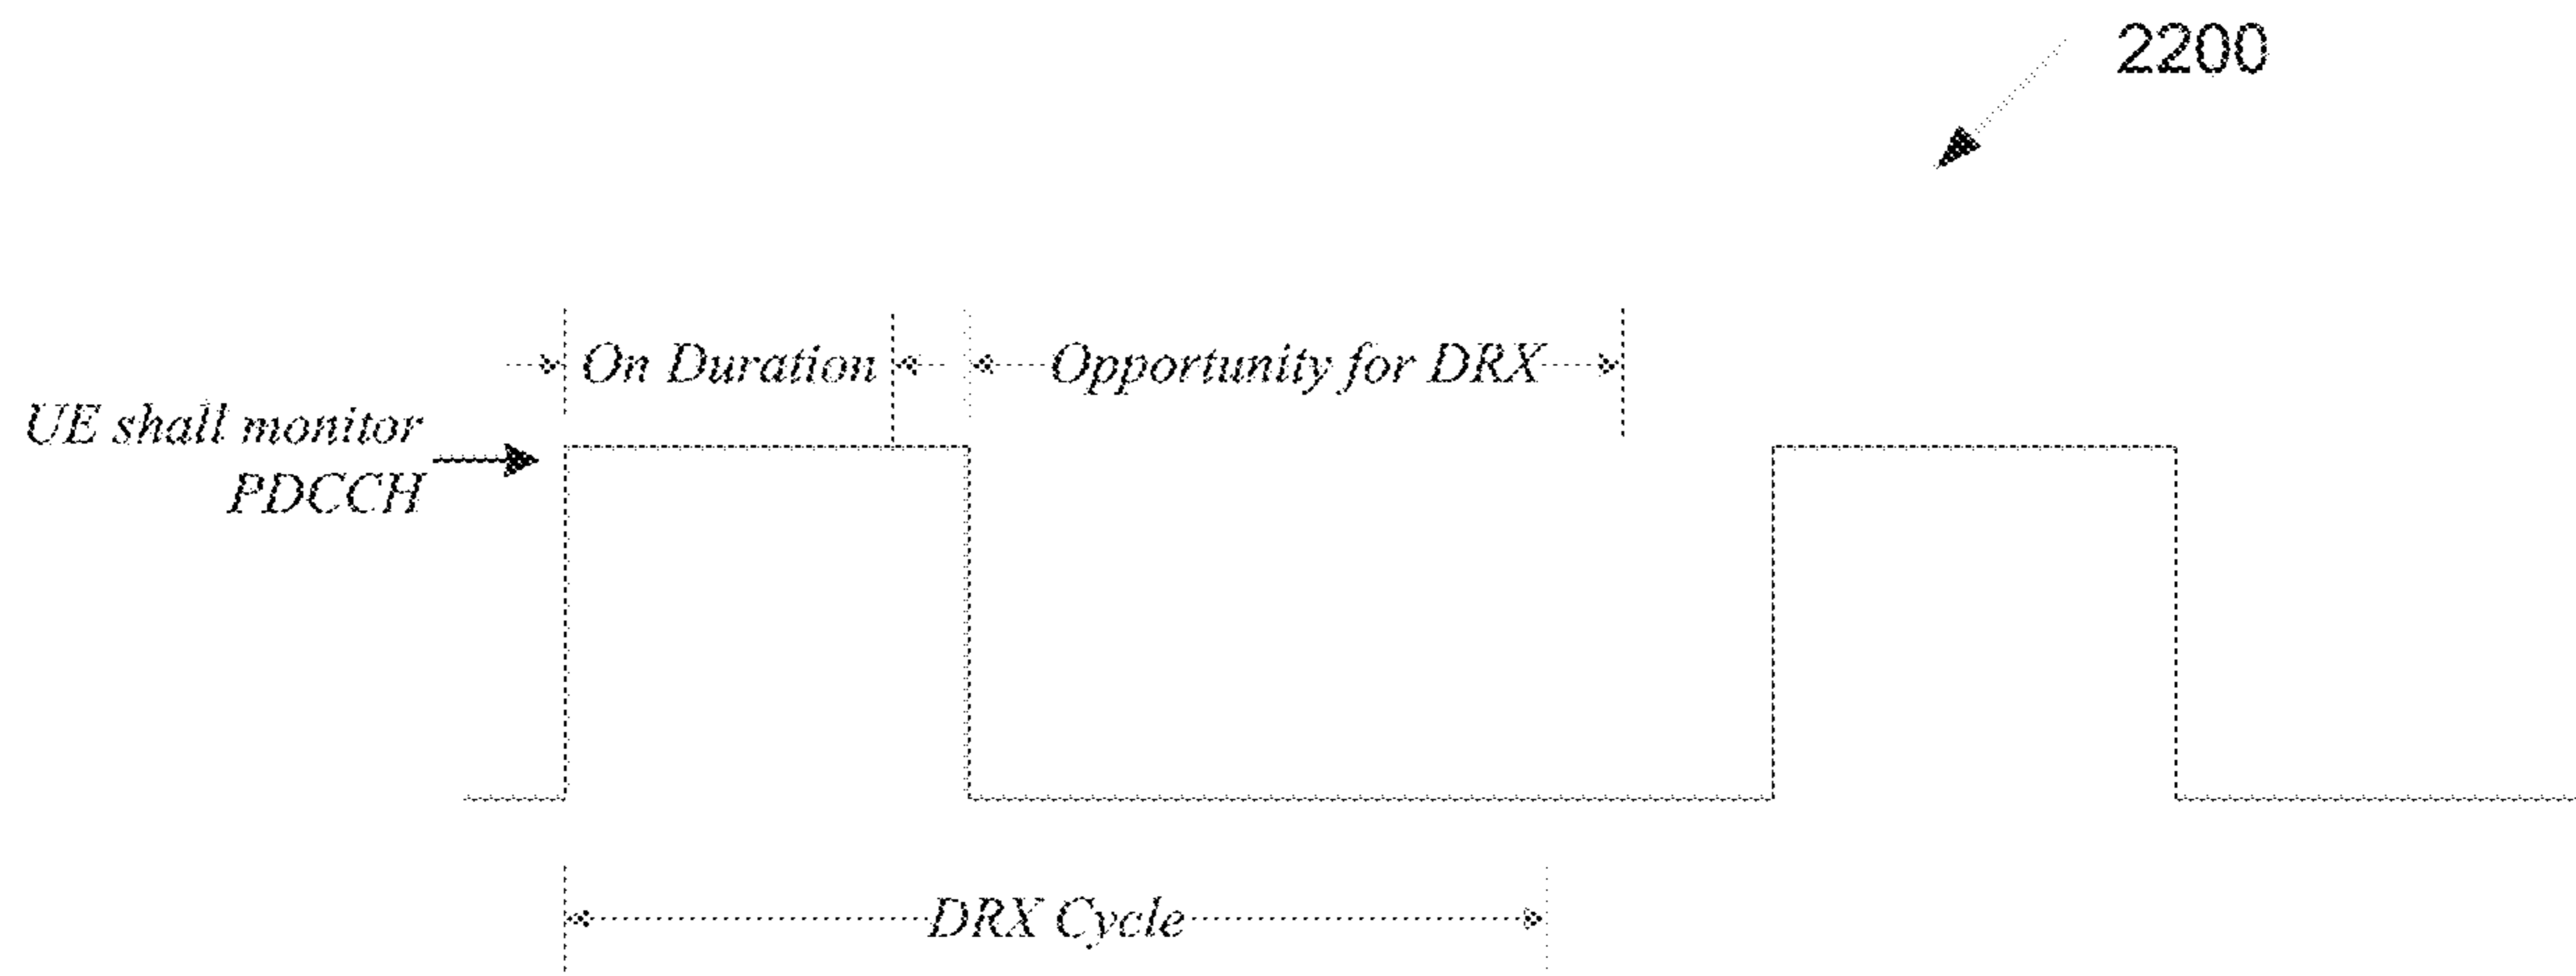 2200
On Duration
Opportunity for DRX
UE shall monitor
PDCCH
DRX Cycle